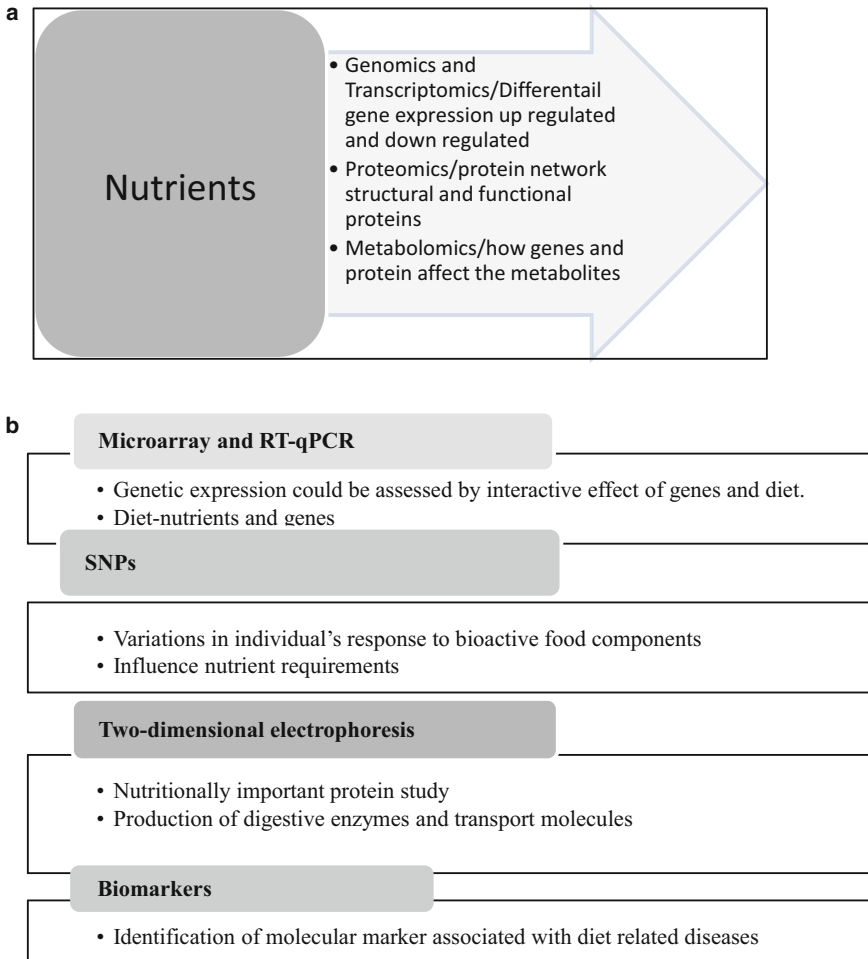 a
Nutrients
• Genomics and
Transcriptomics/Differentail
gene expression up regulated
and down regulated
• Proteomics/protein network
structural and functional
proteins
• Metabolomics/how genes and
protein affect the metabolites
b
Microarray and RT-qPCR
• Genetic expression could be assessed by interactive effect of genes and diet.
• Diet-nutrients and genes
SNPs
• Variations in individual's response to bioactive food components
• Influence nutrient requirements
Two-dimensional electrophoresis
• Nutritionally important protein study
• Production of digestive enzymes and transport molecules
Biomarkers
• Identification of molecular marker associated with diet related diseases